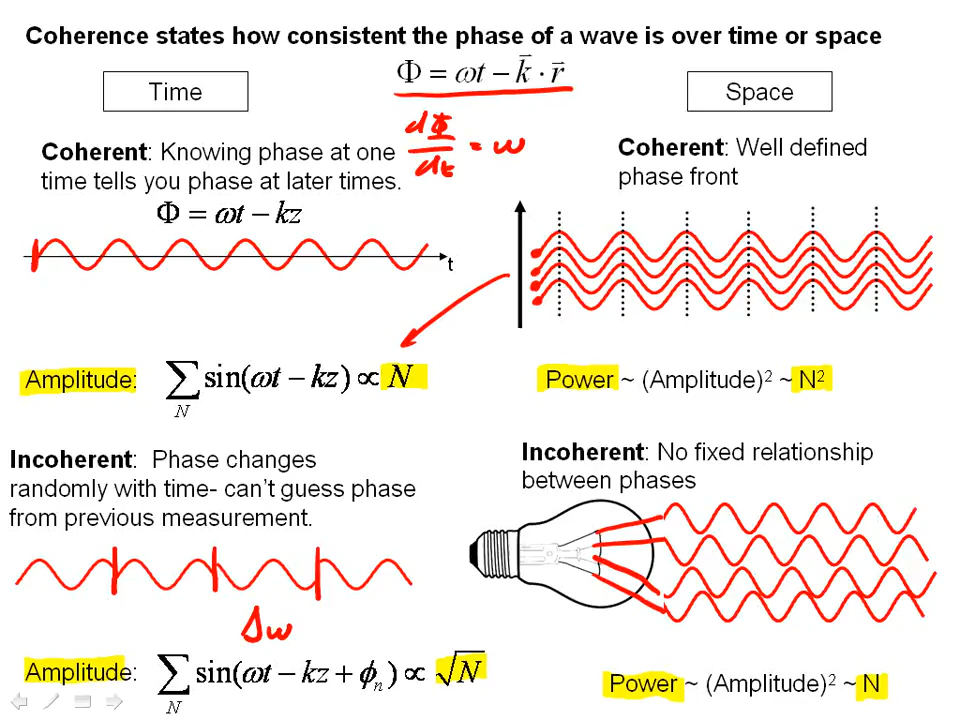 Coherence states how consistent the phase of a wave is over time or space
Φ = ωt − k⃗ · r⃗
Time
Space
dΦ/dt = ω
Coherent: Knowing phase at one
time tells you phase at later times.
Φ = ωt − kz
t
Coherent: Well defined
phase front
Amplitude: ∑_N sin(ωt − kz) ∝ N
Power ~ (Amplitude)² ~ N²
Incoherent: Phase changes
randomly with time- can't guess phase
from previous measurement.
Incoherent: No fixed relationship
between phases
Δω
Amplitude: ∑_N sin(ωt − kz + ϕₙ) ∝ √N
Power ~ (Amplitude)² ~ N